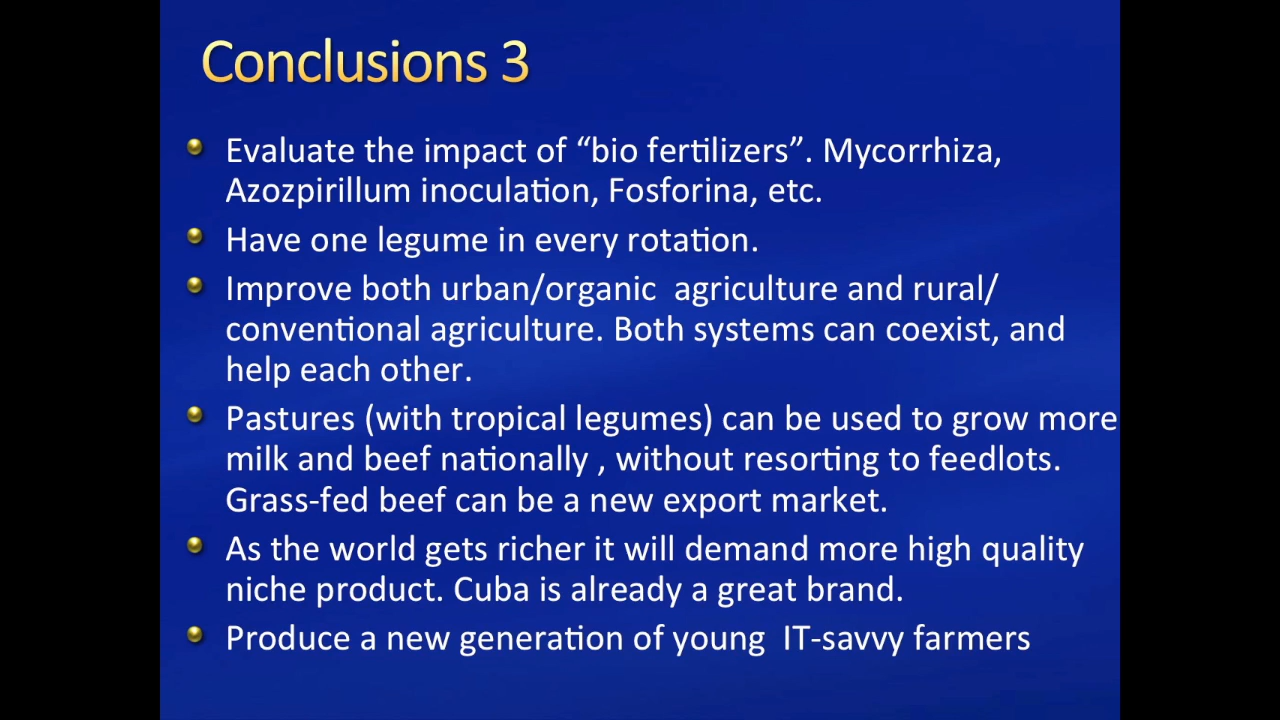 Conclusions 3
Evaluate the impact of “bio fertilizers”. Mycorrhiza,
Azozpirillum inoculation, Fosforina, etc.
Have one legume in every rotation.
Improve both urban/organic  agriculture and rural/
conventional agriculture. Both systems can coexist, and
help each other.
Pastures (with tropical legumes) can be used to grow more
milk and beef nationally , without resorting to feedlots.
Grass-fed beef can be a new export market.
As the world gets richer it will demand more high quality
niche product. Cuba is already a great brand.
Produce a new generation of young  IT-savvy farmers